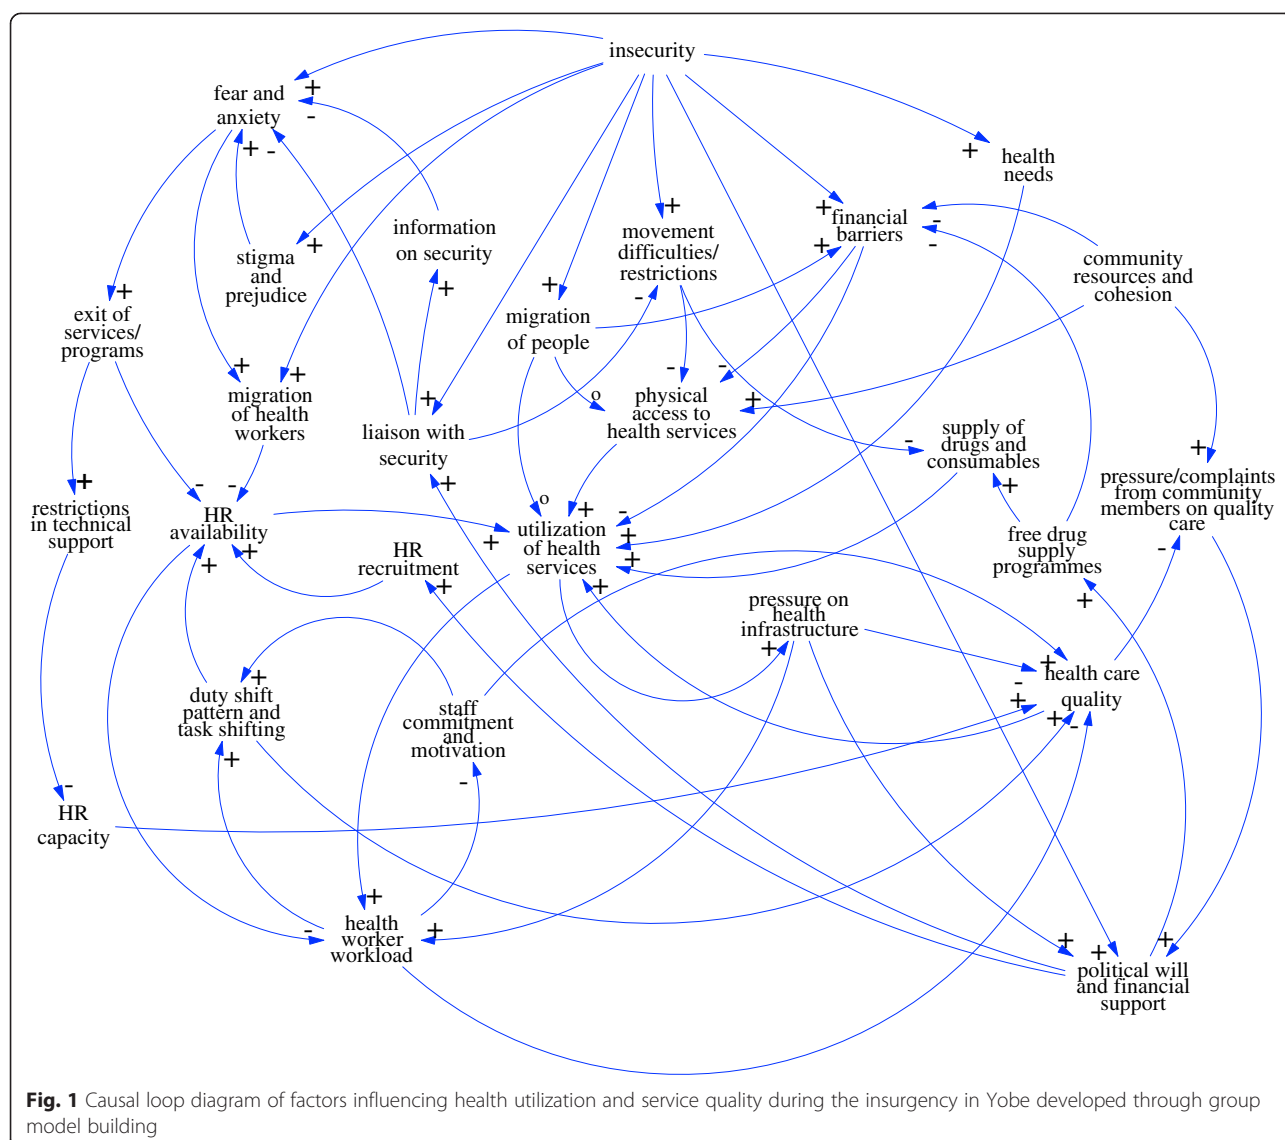 insecurity
fear and
anxiety
health
needs
information
on security
stigma
and
prejudice
movement
difficulties/
restrictions
financial
barriers
community
resources and
cohesion
exit of
services/
programs
migration
of people
migration
of health
workers
physical
access to
health services
liaison with
security
supply of
drugs and
consumables
pressure/complaints
from community
members on quality
care
restrictions
in technical
support
HR
availability
HR
recruitment
utilization
of health
services
free drug
supply
programmes
pressure on
health
infrastructure
health care
quality
duty shift
pattern and
task shifting
staff
commitment
and
motivation
HR
capacity
health
worker
workload
political will
and financial
support
Fig. 1 Causal loop diagram of factors influencing health utilization and service quality during the insurgency in Yobe developed through group
model building